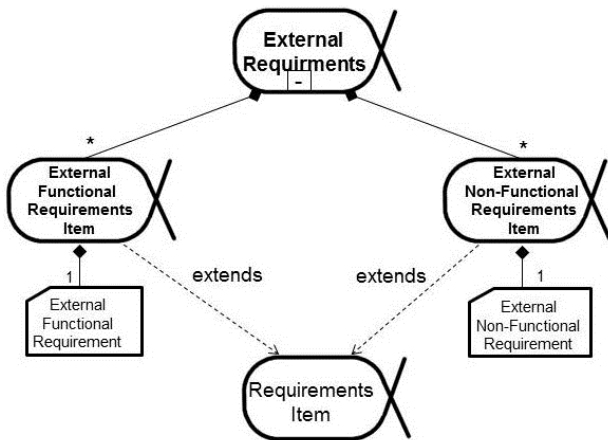 External
Requirments
-
*
*
External
Functional
Requirements
Item
External
Non-Functional
Requirements
Item
1
extends
extends
1
External
Functional
Requirement
External
Non-Functional
Requirement
Requirements
Item